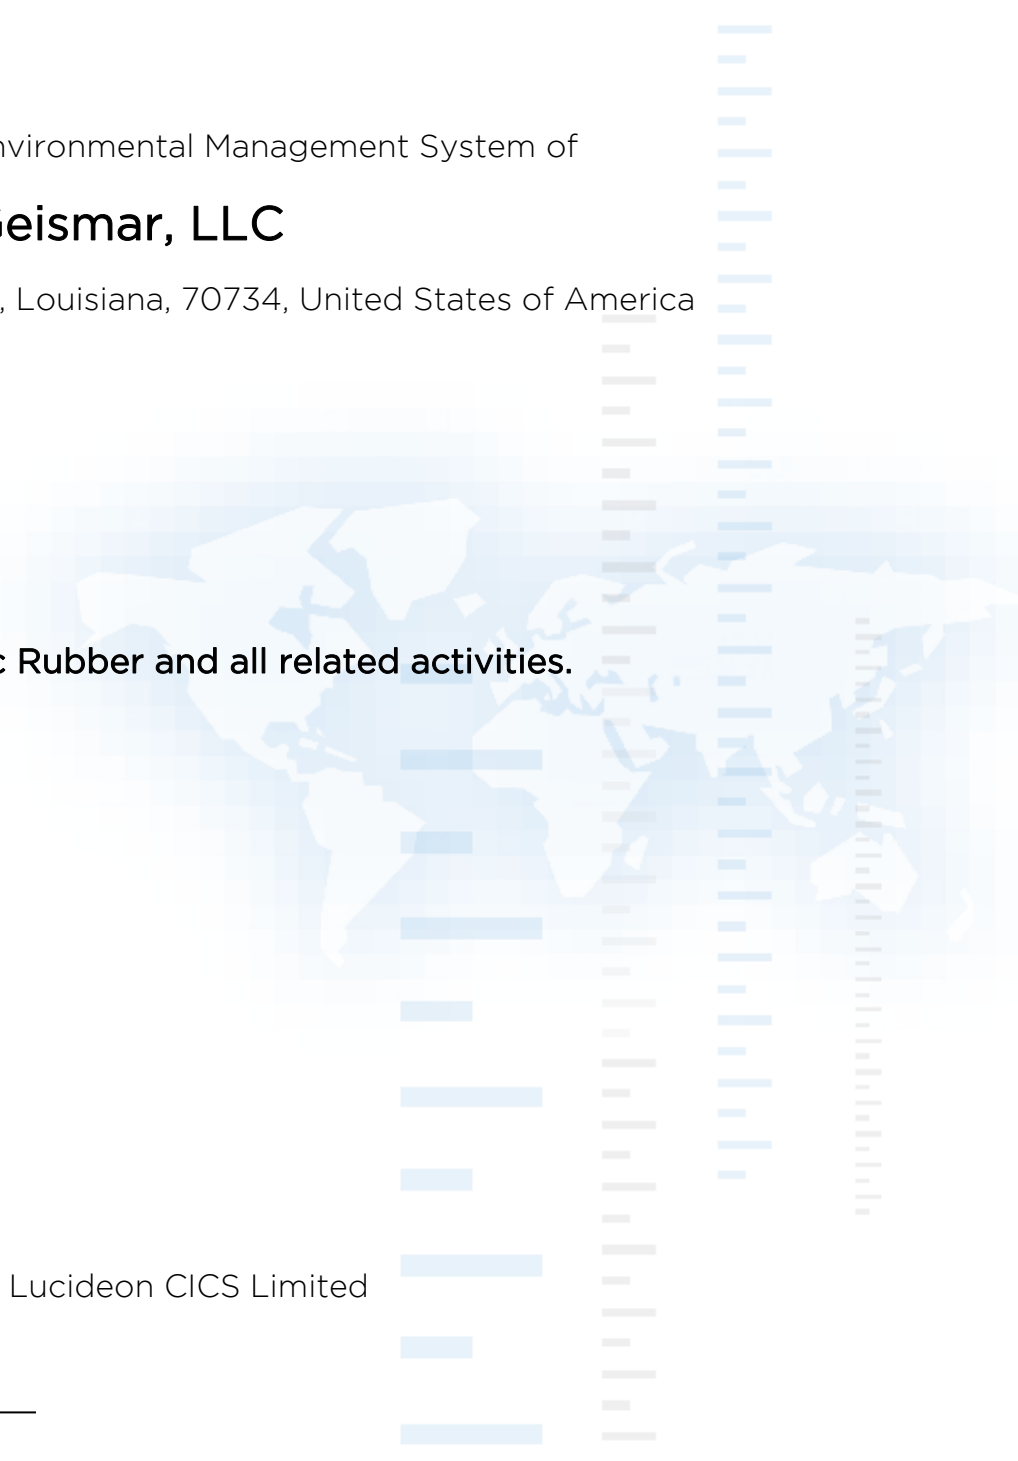 nvironmental Management System of
eismar, LLC
, Louisiana, 70734, United States of America
c Rubber and all related activities.
Lucideon CICS Limited